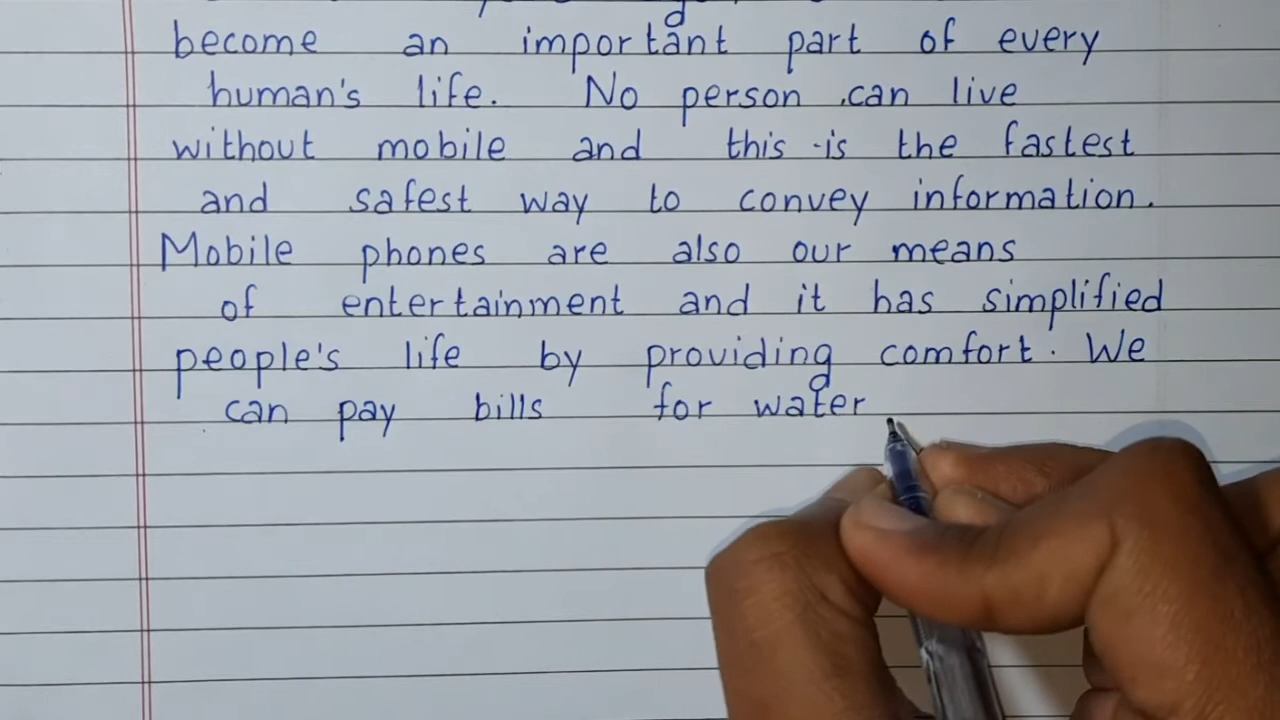 become an important part of every
human's life. No person can live
without mobile and this is the fastest
and safest way to convey information.
Mobile phones are also our means
of entertainment and it has simplified
people's life by providing comfort. We
can pay bills for water